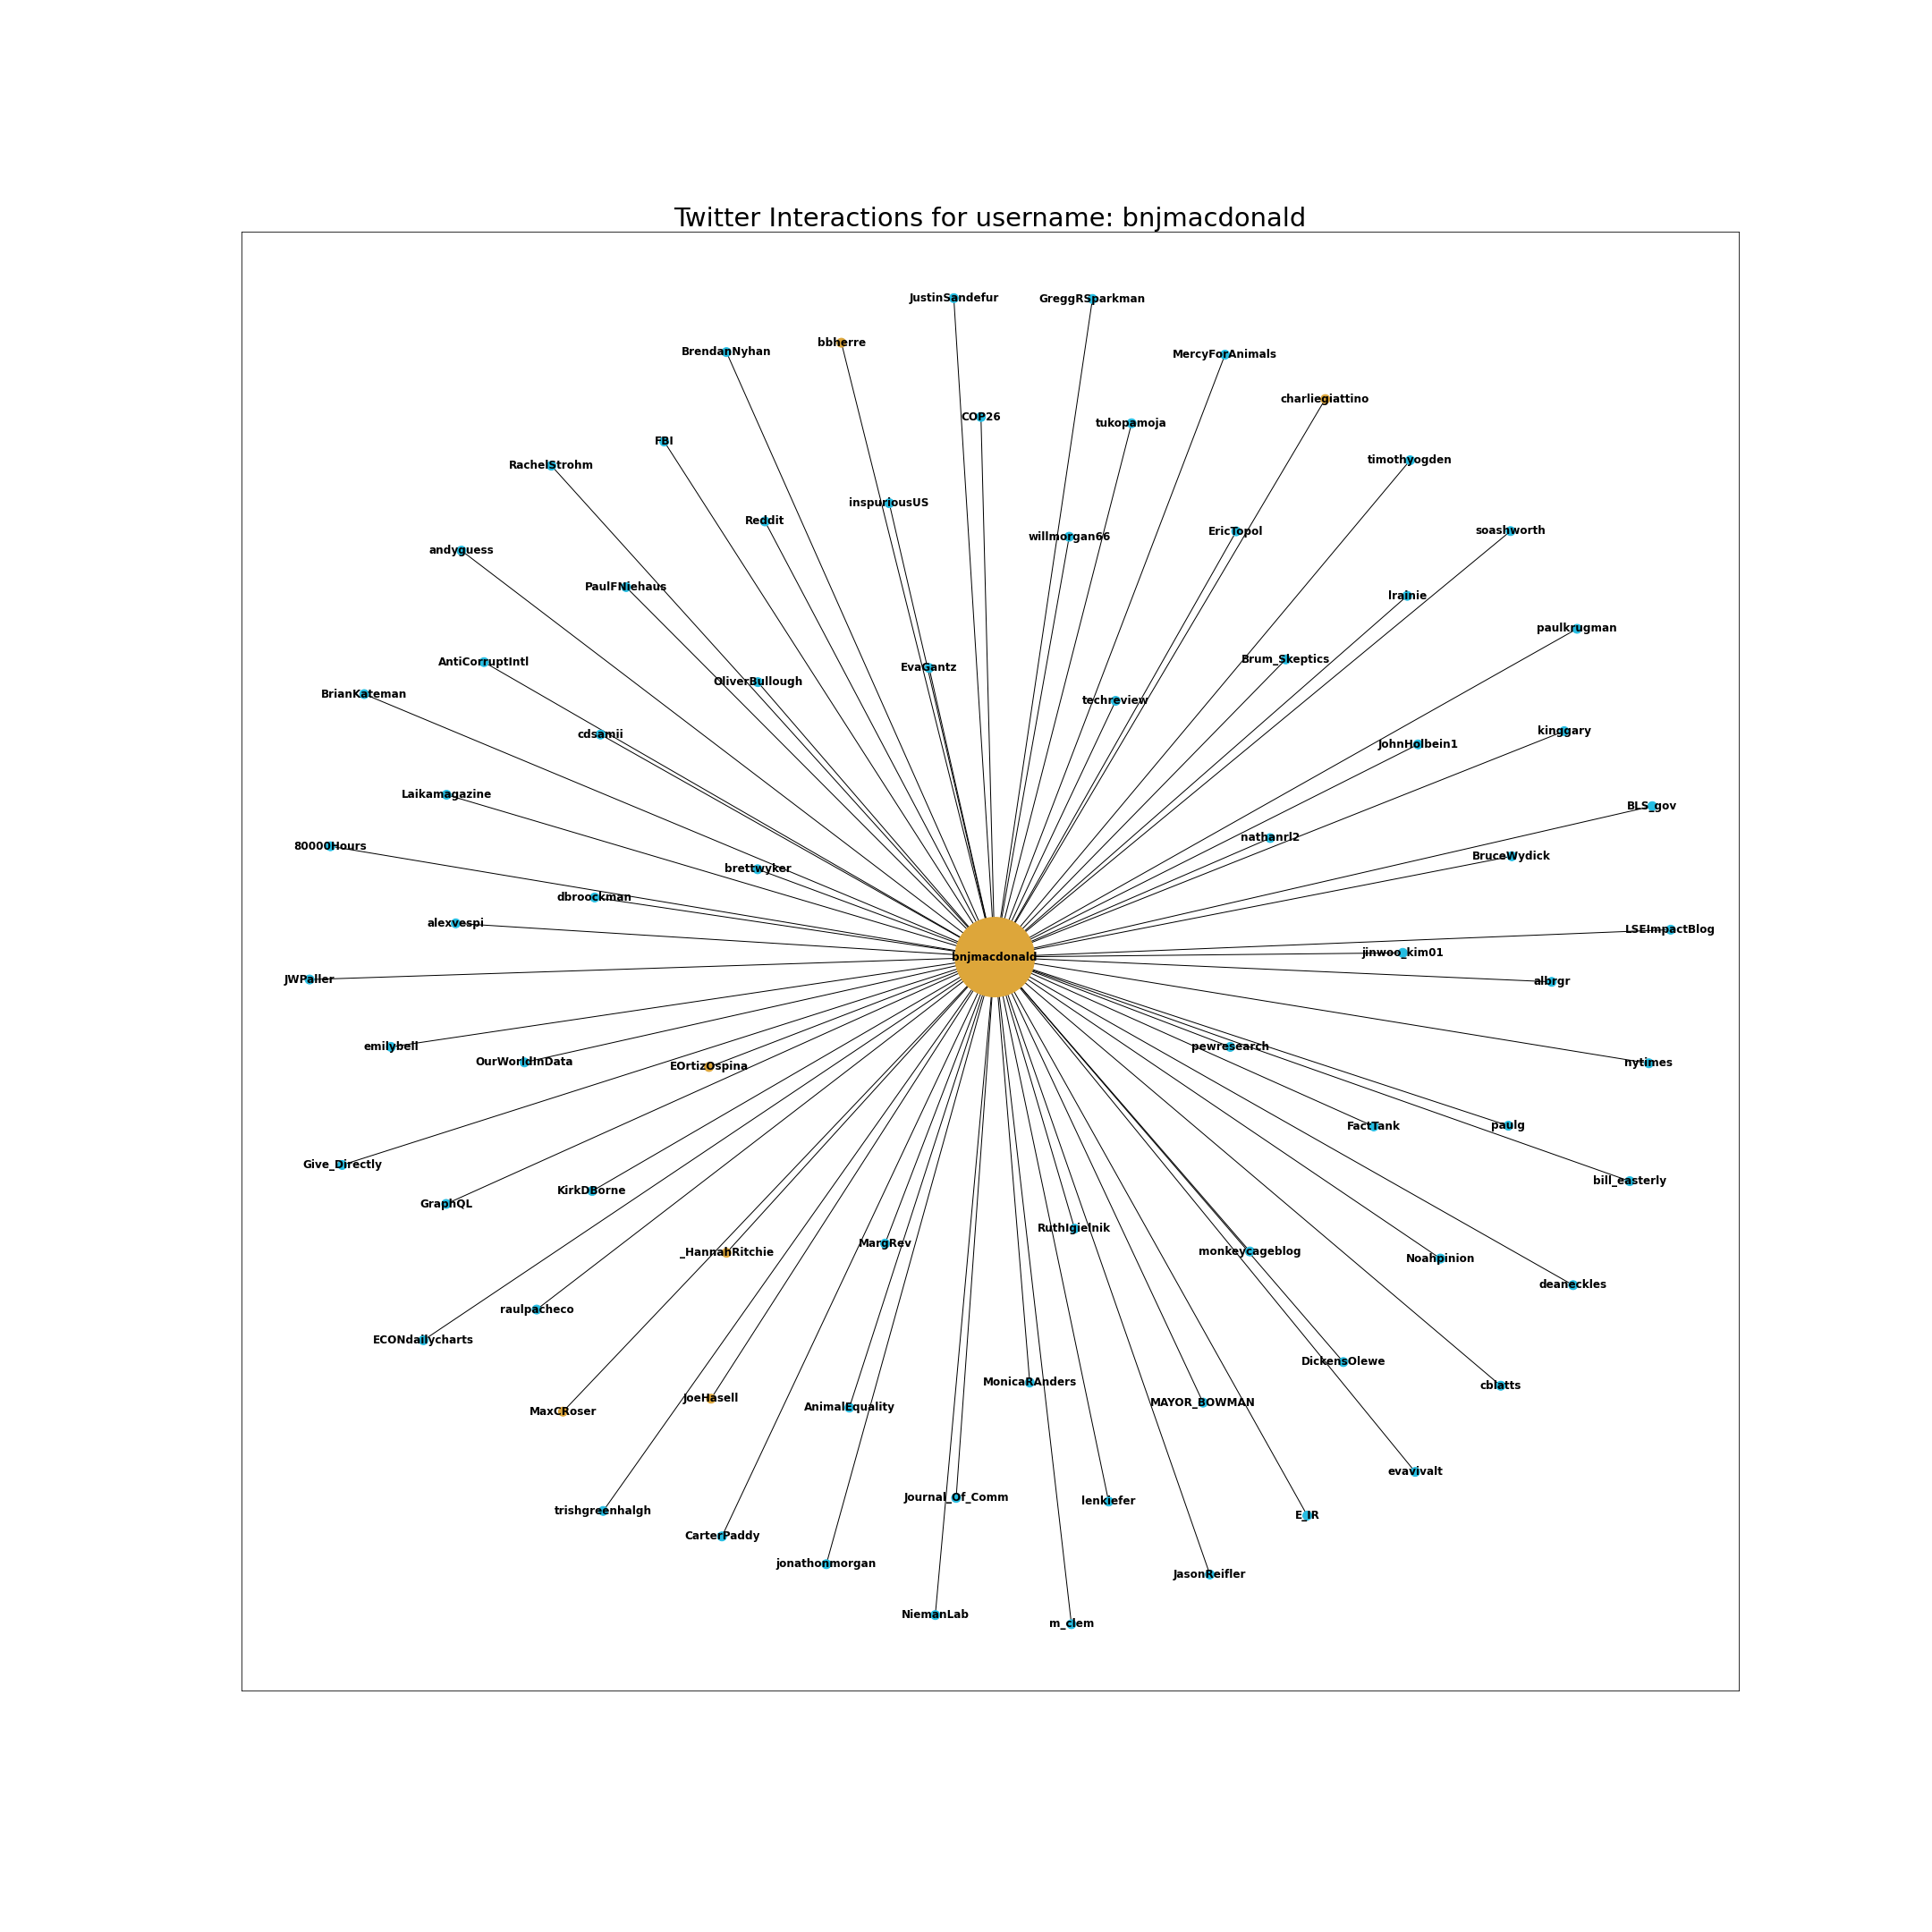 Twitter Interactions for username: bnjmacdonald
JustinSandefur
GreggRSparkman
bbherre
BrendanNyhan
MercyForAnimals
charliegiattino
COP26
tukopamoja
FBI
timothyogden
RachelStrohm
inspuriousUS
Reddit
soashworth
EricTopol
willmorgan66
andyguess
PaulFNiehaus
lrainie
paulkrugman
Brum_Skeptics
AntiCorruptIntl
EvaGantz
OliverBullough
BrianKateman
techreview
kinggary
cdsamii
JohnHolbein1
Laikamagazine
BLS_gov
nathanrl2
80000Hours
BruceWydick
brettwyker
dbroockman
alexvespi
LSEImpactBlog
jinwoo_kim01
bnjmacdonald
JWPaller
albrgr
emilybell
pewresearch
OurWorldInData
nytimes
EOrtizOspina
paulg
FactTank
Give_Directly
bill_easterly
KirkDBorne
GraphQL
RuthIgielnik
MargRev
monkeycageblog
_HannahRitchie
Noahpinion
deaneckles
raulpacheco
ECONdailycharts
DickensOlewe
MonicaRAnders
cblatts
JoeHasell
MAYOR_BOWMAN
AnimalEquality
MaxCRoser
evavivalt
Journal_Of_Comm
lenkiefer
trishgreenhalgh
E_IR
CarterPaddy
jonathonmorgan
JasonReifler
NiemanLab
m_clem